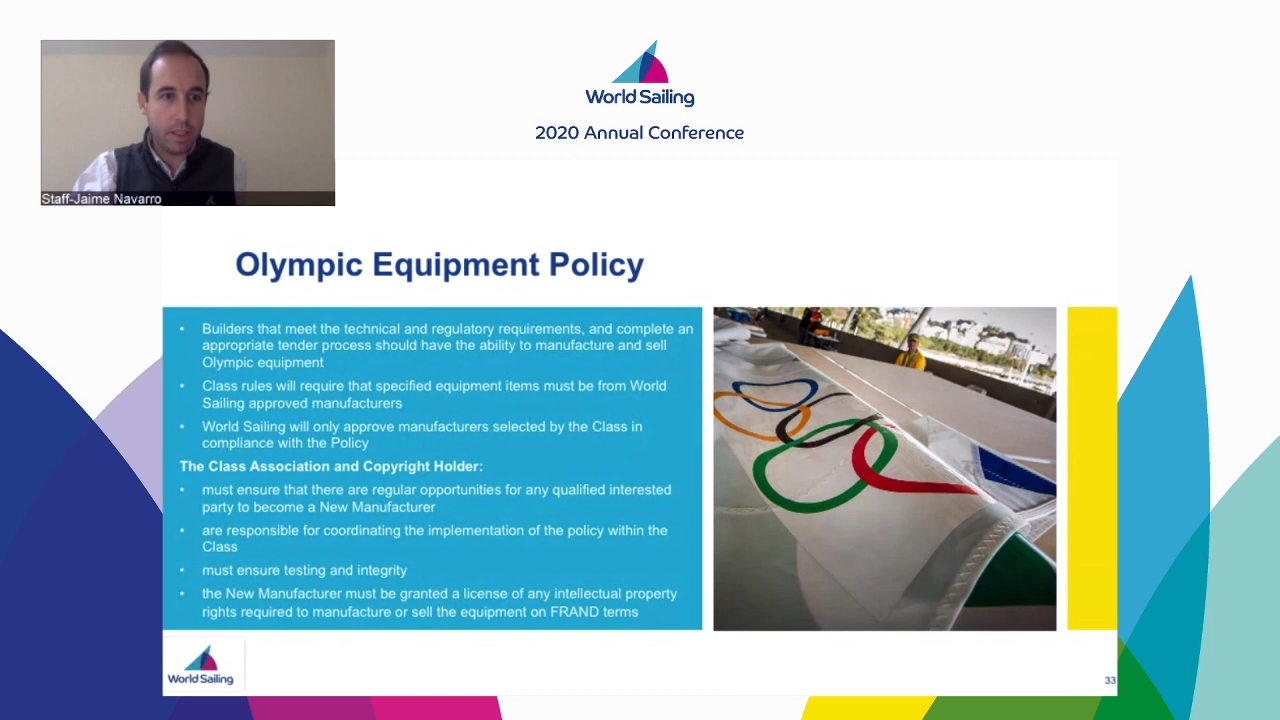 World Sailing
2020 Annual Conference
Staff-Jaime Navarro
Olympic Equipment Policy
• Builders that meet the technical and regulatory requirements, and complete an
appropriate tender process should have the ability to manufacture and sell
Olympic equipment
• Class rules will require that specified equipment items must be from World
Sailing approved manufacturers
• World Sailing will only approve manufacturers selected by the Class in
compliance with the Policy
The Class Association and Copyright Holder:
• must ensure that there are regular opportunities for any qualified interested
party to become a New Manufacturer
• are responsible for coordinating the implementation of the policy within the
Class
• must ensure testing and integrity
• the New Manufacturer must be granted a license of any intellectual property
rights required to manufacture or sell the equipment on FRAND terms
World Sailing
33